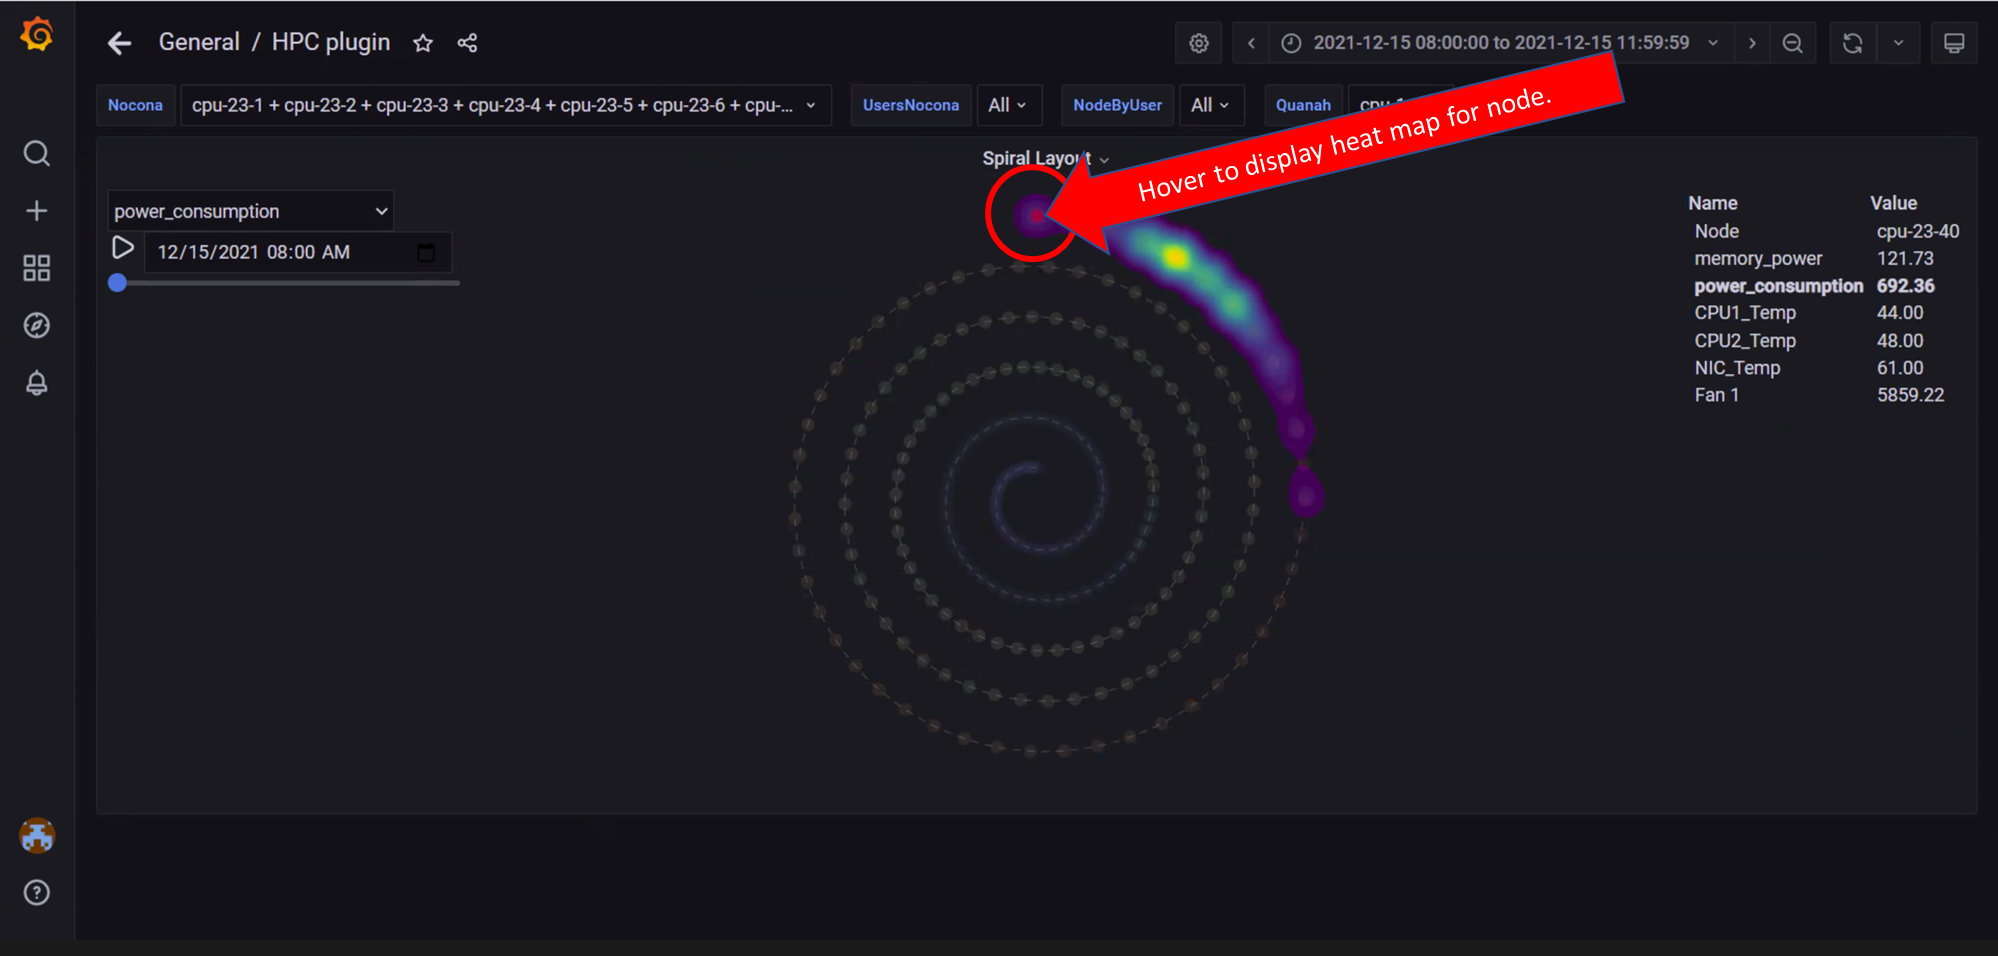 General / HPC plugin
2021-12-15 08:00:00 to 2021-12-15 11:59:59
Nocona cpu-23-1 + cpu-23-2 + cpu-23-3 + cpu-23-4 + cpu-23-5 + cpu-23-6 + cpu-... UsersNocona All NodeByUser All Quanah
Hover to display heat map for node.
Spiral Layout
power_consumption
12/15/2021 08:00 AM
Name Value
Node cpu-23-40
memory_power 121.73
power_consumption 692.36
CPU1_Temp 44.00
CPU2_Temp 48.00
NIC_Temp 61.00
Fan 1 5859.22